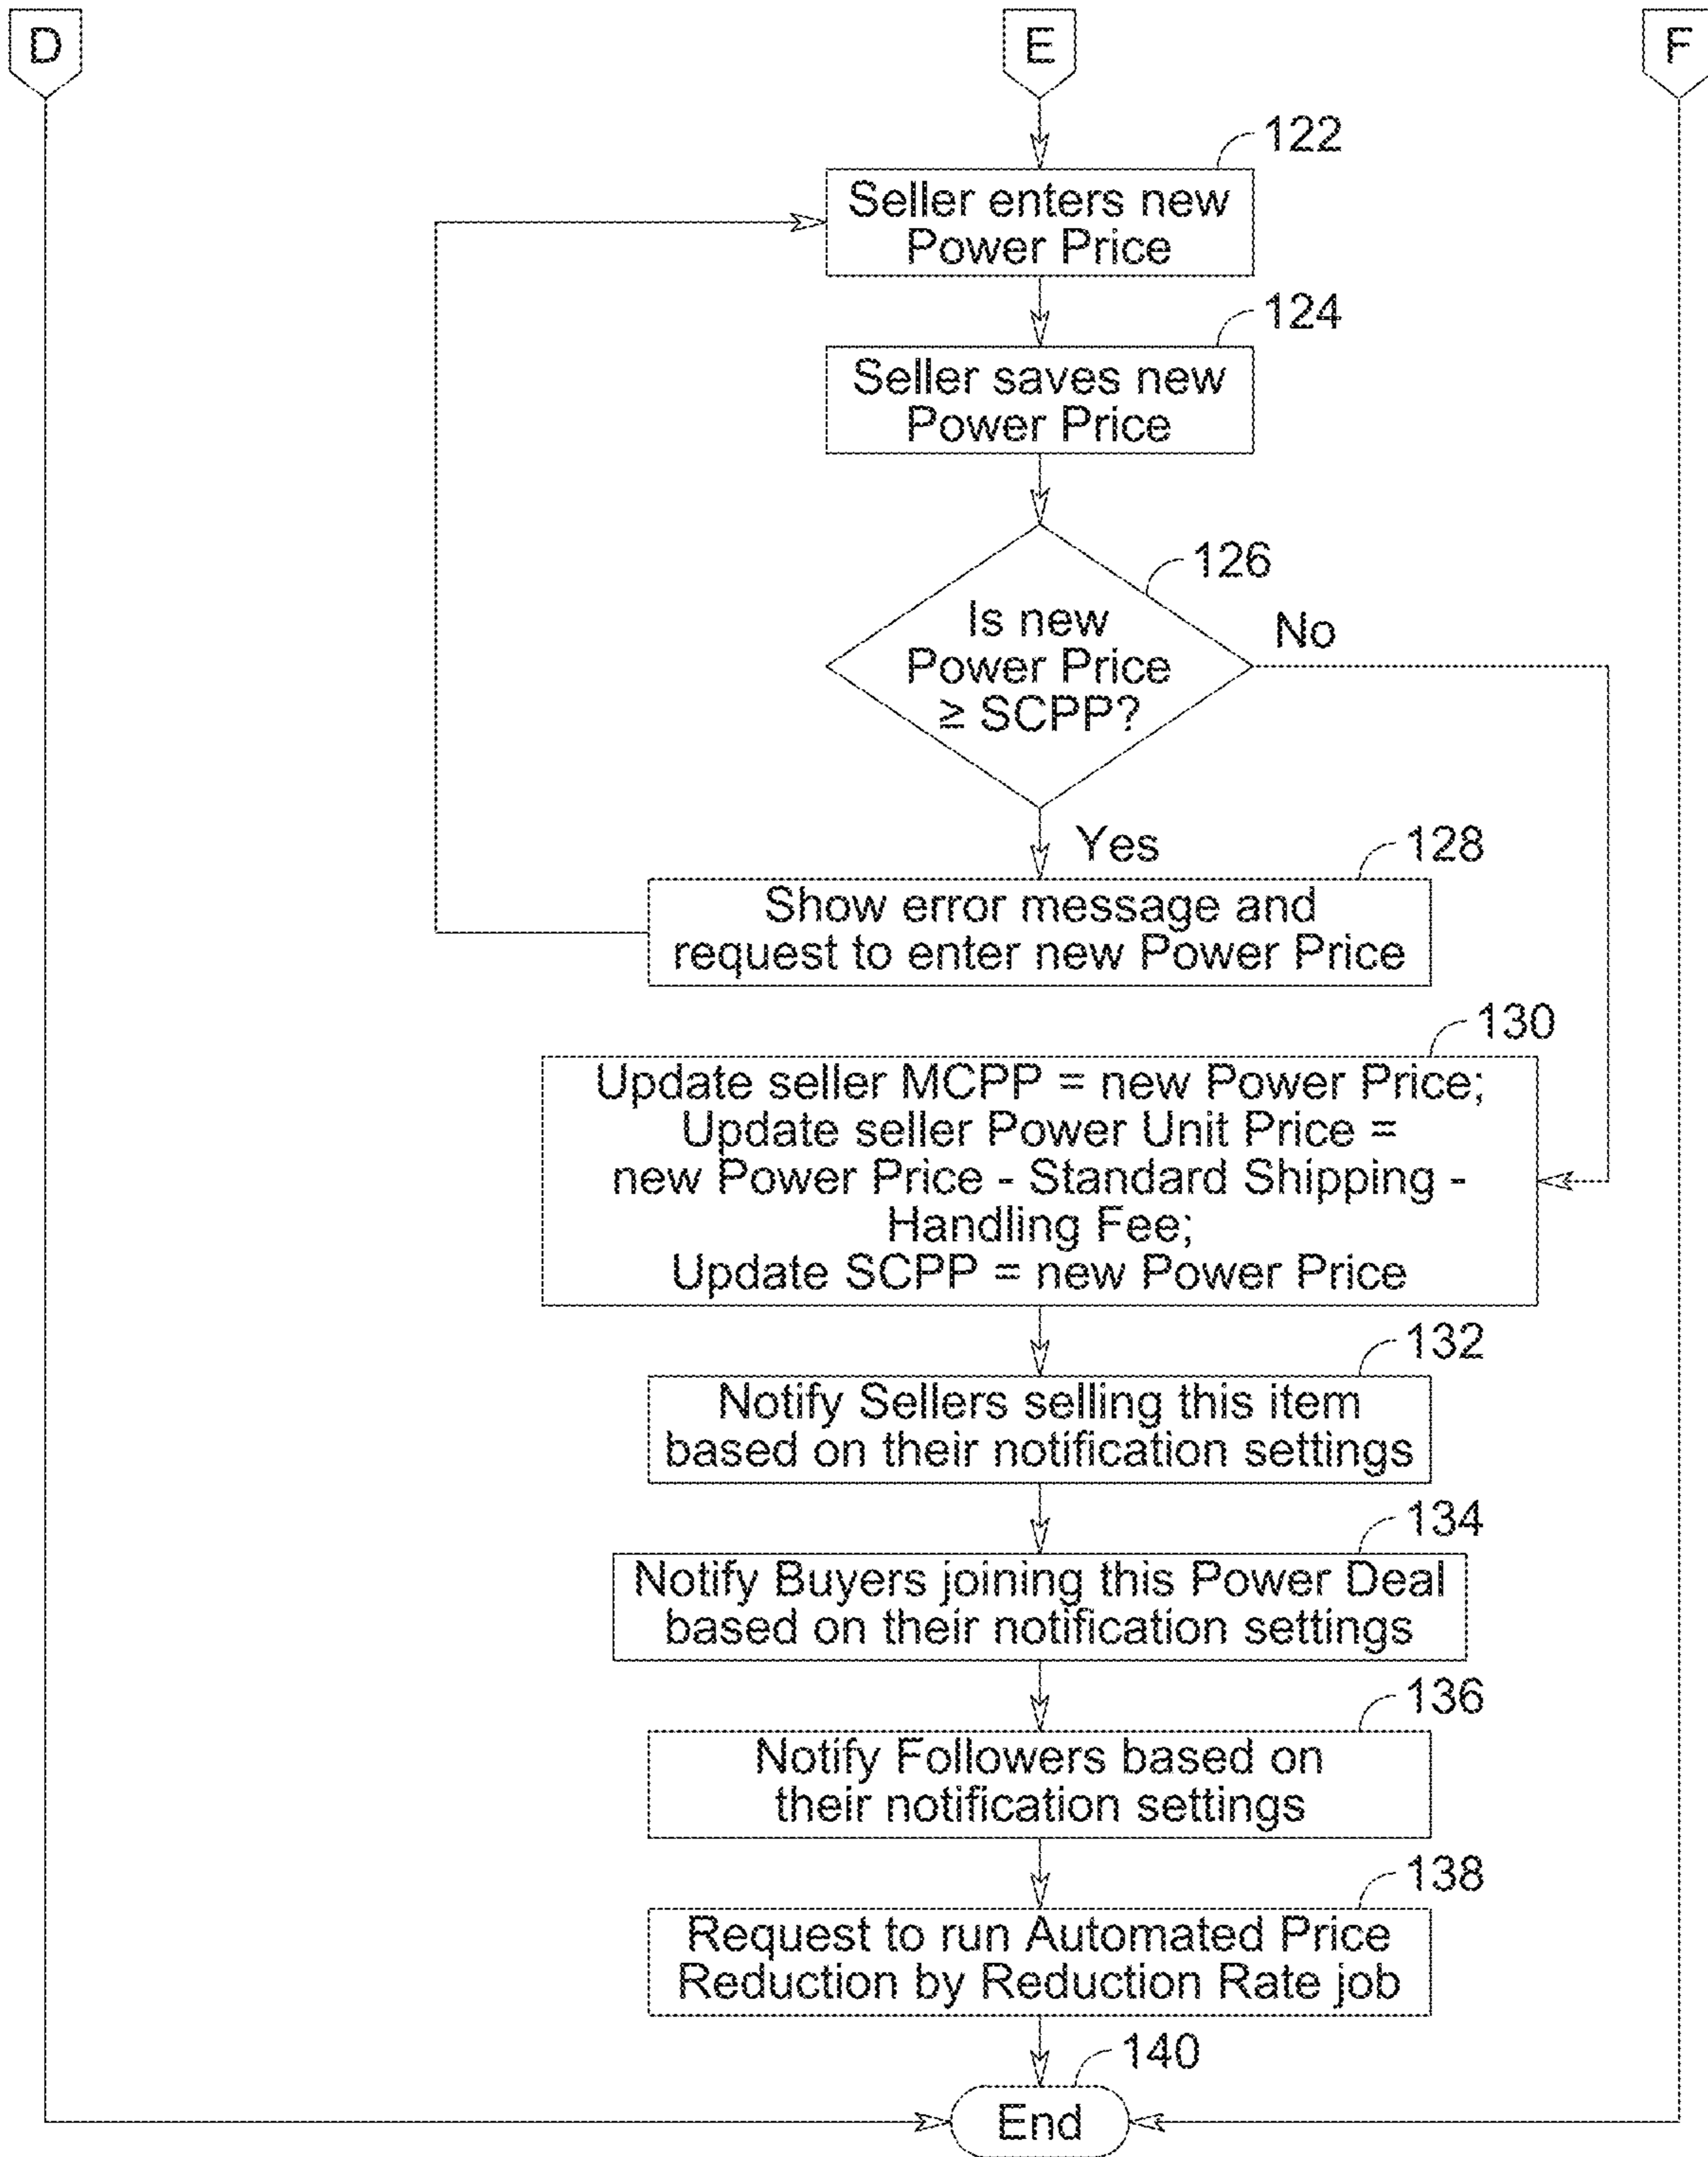 D
E
F
122
Seller enters new
Power Price
124
Seller saves new
Power Price
126
Is new
Power Price
≥ SCPP?
No
Yes
128
Show error message and
request to enter new Power Price
130
Update seller MCPP = new Power Price;
Update seller Power Unit Price =
new Power Price - Standard Shipping -
Handling Fee;
Update SCPP = new Power Price
132
Notify Sellers selling this item
based on their notification settings
134
Notify Buyers joining this Power Deal
based on their notification settings
136
Notify Followers based on
their notification settings
138
Request to run Automated Price
Reduction by Reduction Rate job
140
End